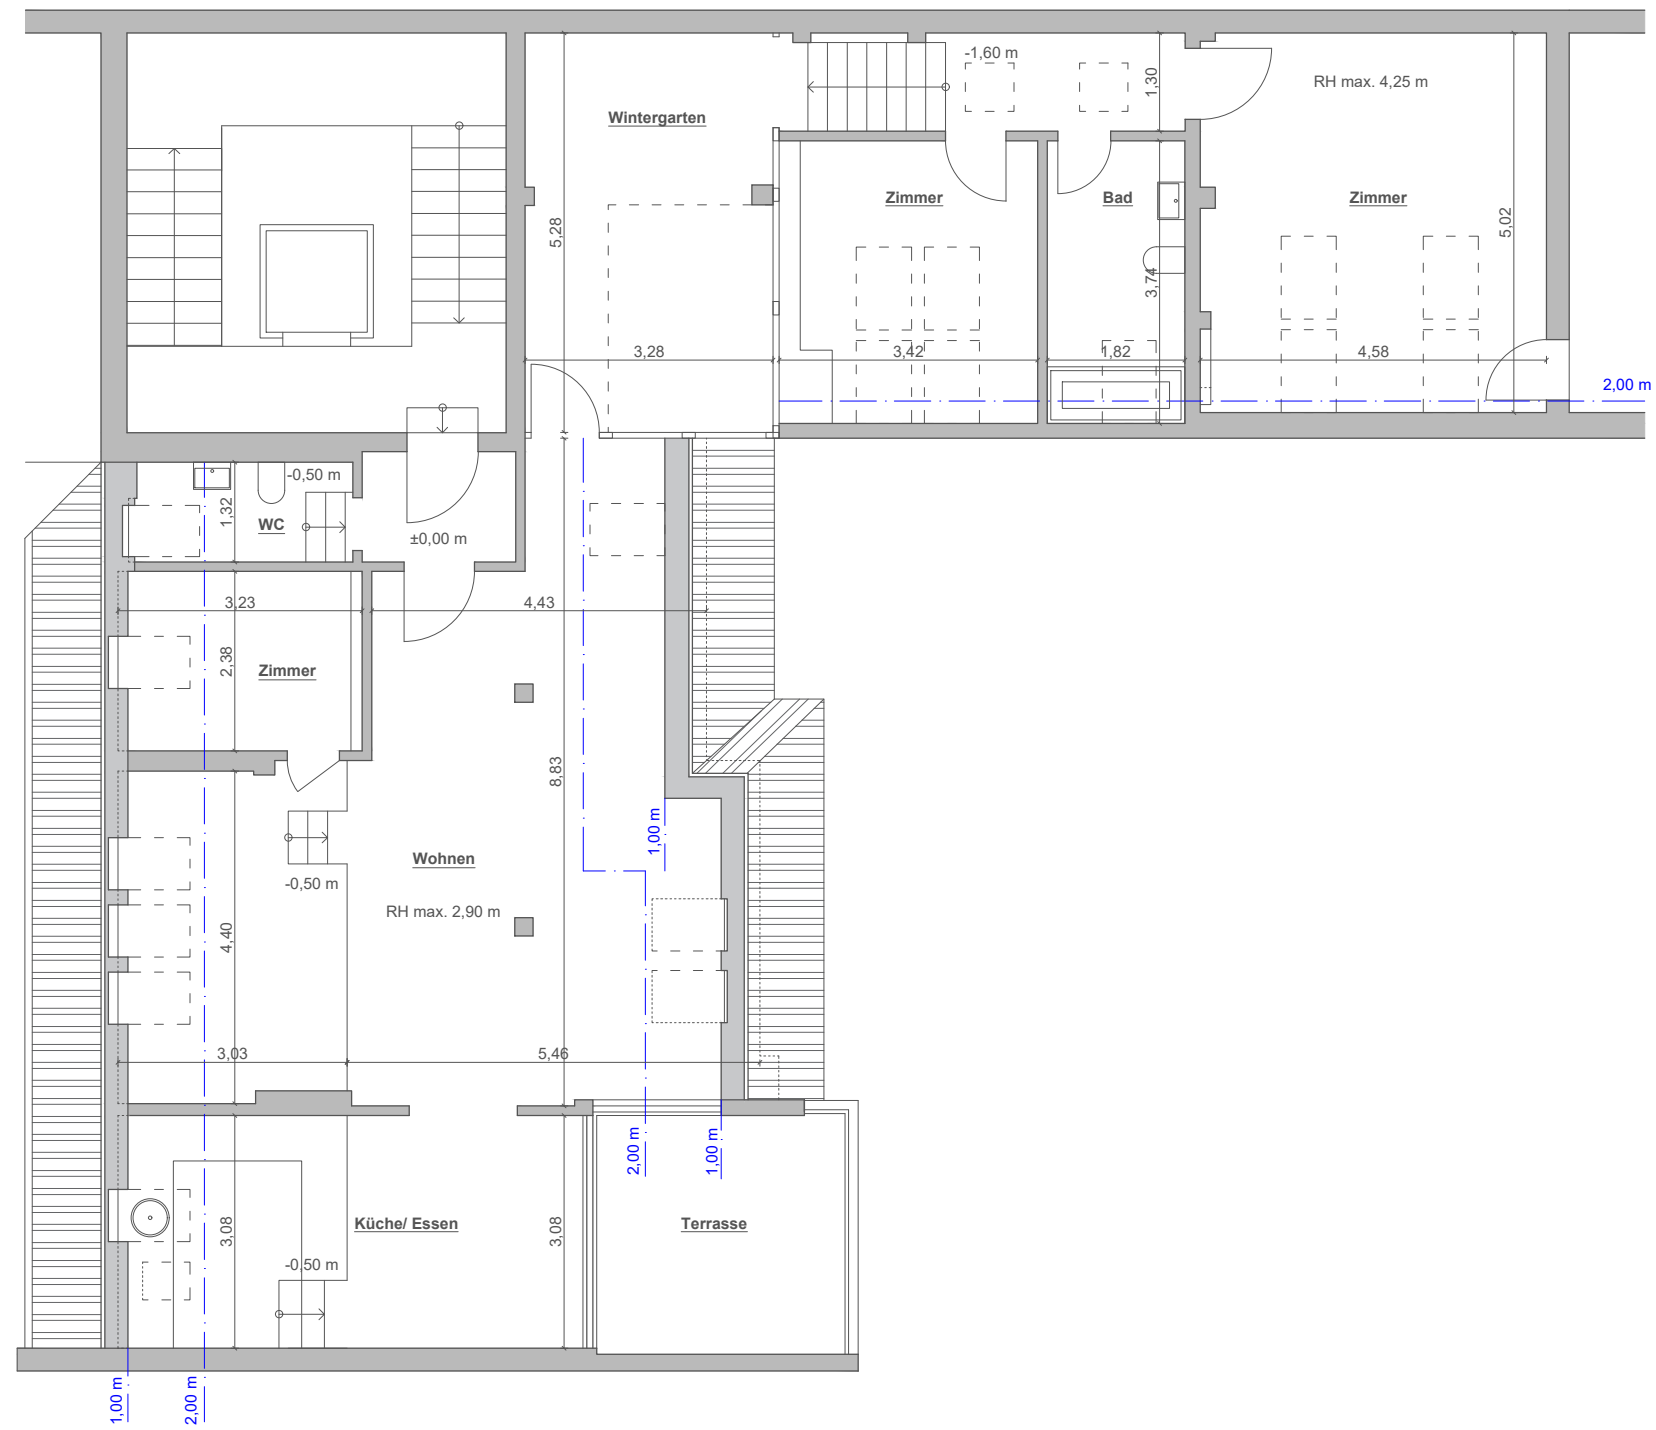 -1,60 m
RH max. 4,25 m
1,30
Wintergarten
Zimmer
Bad
Zimmer
5,28
5,02
3,74
3,28
3,42
1,82
4,58
2,00 m
-0,50 m
1,32
WC
±0,00 m
3,23
4,43
2,38
Zimmer
8,83
1,00 m
Wohnen
-0,50 m
RH max. 2,90 m
4,40
3,03
5,46
2,00 m
1,00 m
3,08
Küche/ Essen
3,08
Terrasse
-0,50 m
1,00 m
2,00 m